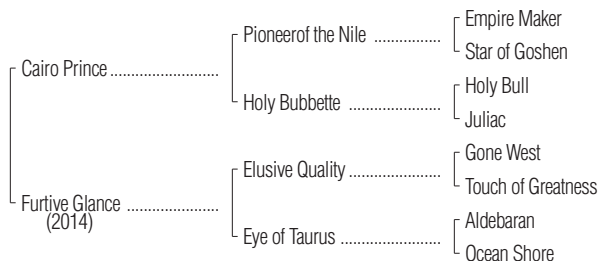 Empire Maker
Pioneerof the Nile ..................
Star of Goshen
Cairo Prince ........................
Holy Bull
Holy Bubbette .....................
Juliac
Gone West
Elusive Quality .....................
Touch of Greatness
Furtive Glance .....................
(2014)
Aldebaran
Eye of Taurus .......................
Ocean Shore